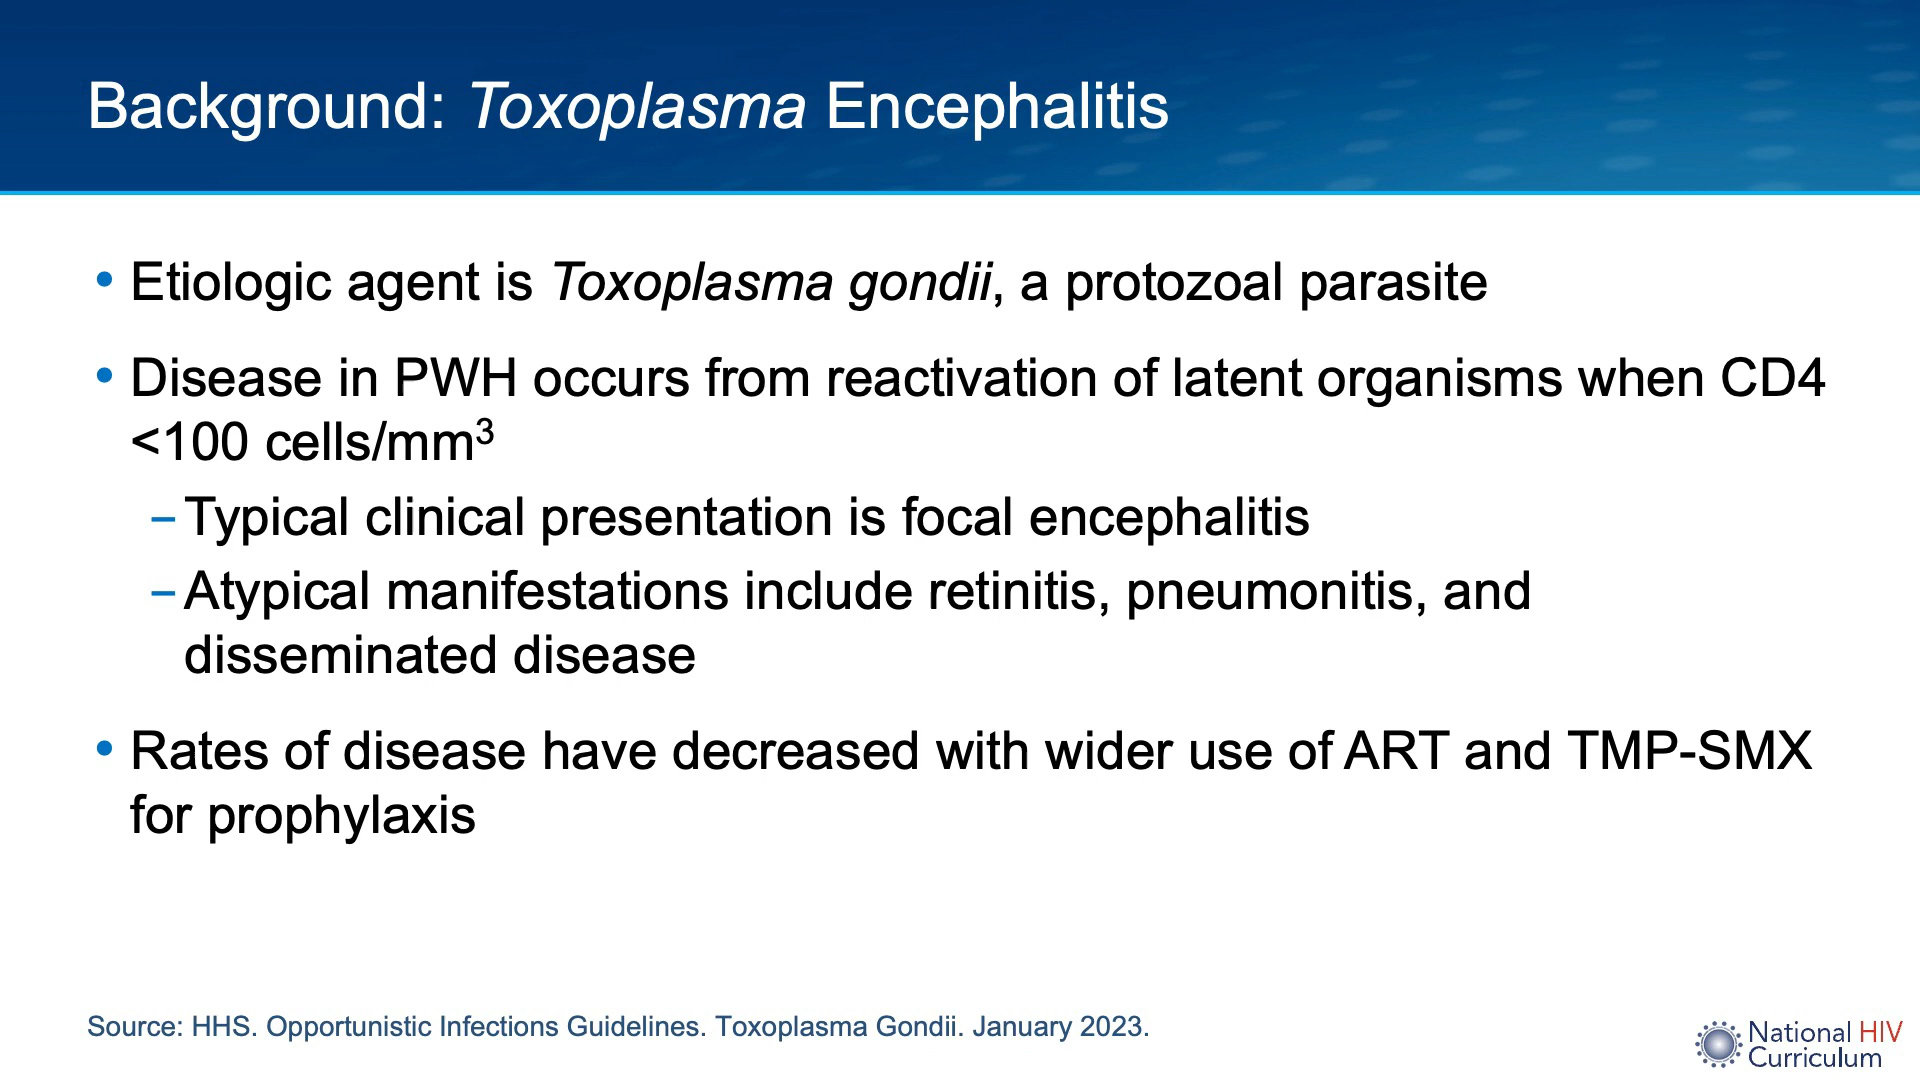 Background: Toxoplasma Encephalitis
• Etiologic agent is Toxoplasma gondii, a protozoal parasite
• Disease in PWH occurs from reactivation of latent organisms when CD4
<100 cells/mm³
– Typical clinical presentation is focal encephalitis
– Atypical manifestations include retinitis, pneumonitis, and
disseminated disease
• Rates of disease have decreased with wider use of ART and TMP-SMX
for prophylaxis
Source: HHS. Opportunistic Infections Guidelines. Toxoplasma Gondii. January 2023.
National HIV
Curriculum